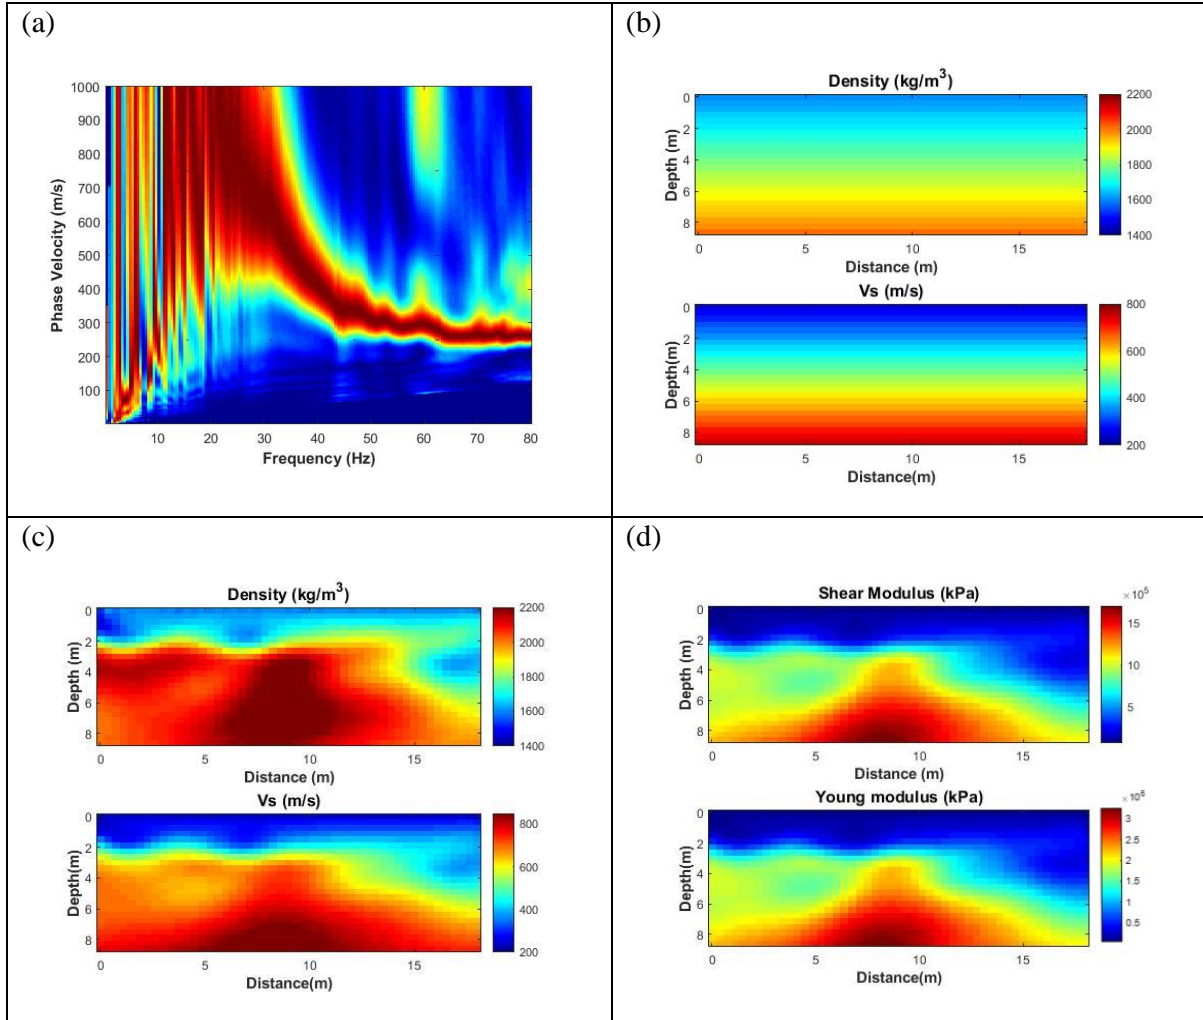 (a)
1000
900
800
700
600
500
400
300
200
100
Phase Velocity (m/s)
10 20 30 40 50 60 70 80
Frequency (Hz)
(b)
Density (kg/m³)
0
2
4
6
8
Depth (m)
0 5 10 15
Distance (m)
2200
2000
1800
1600
1400
Vs (m/s)
0
2
4
6
8
Depth(m)
0 5 10 15
Distance(m)
800
600
400
200
(c)
Density (kg/m³)
0
2
4
6
8
Depth (m)
0 5 10 15
Distance (m)
2200
2000
1800
1600
1400
Vs (m/s)
0
2
4
6
8
Depth(m)
0 5 10 15
Distance(m)
800
600
400
200
(d)
Shear Modulus (kPa)
0
2
4
6
8
Depth (m)
0 5 10 15
Distance (m)
× 10⁵
15
10
5
Young modulus (kPa)
0
2
4
6
8
Depth(m)
0 5 10 15
Distance(m)
3
2.5
2
1.5
1
0.5